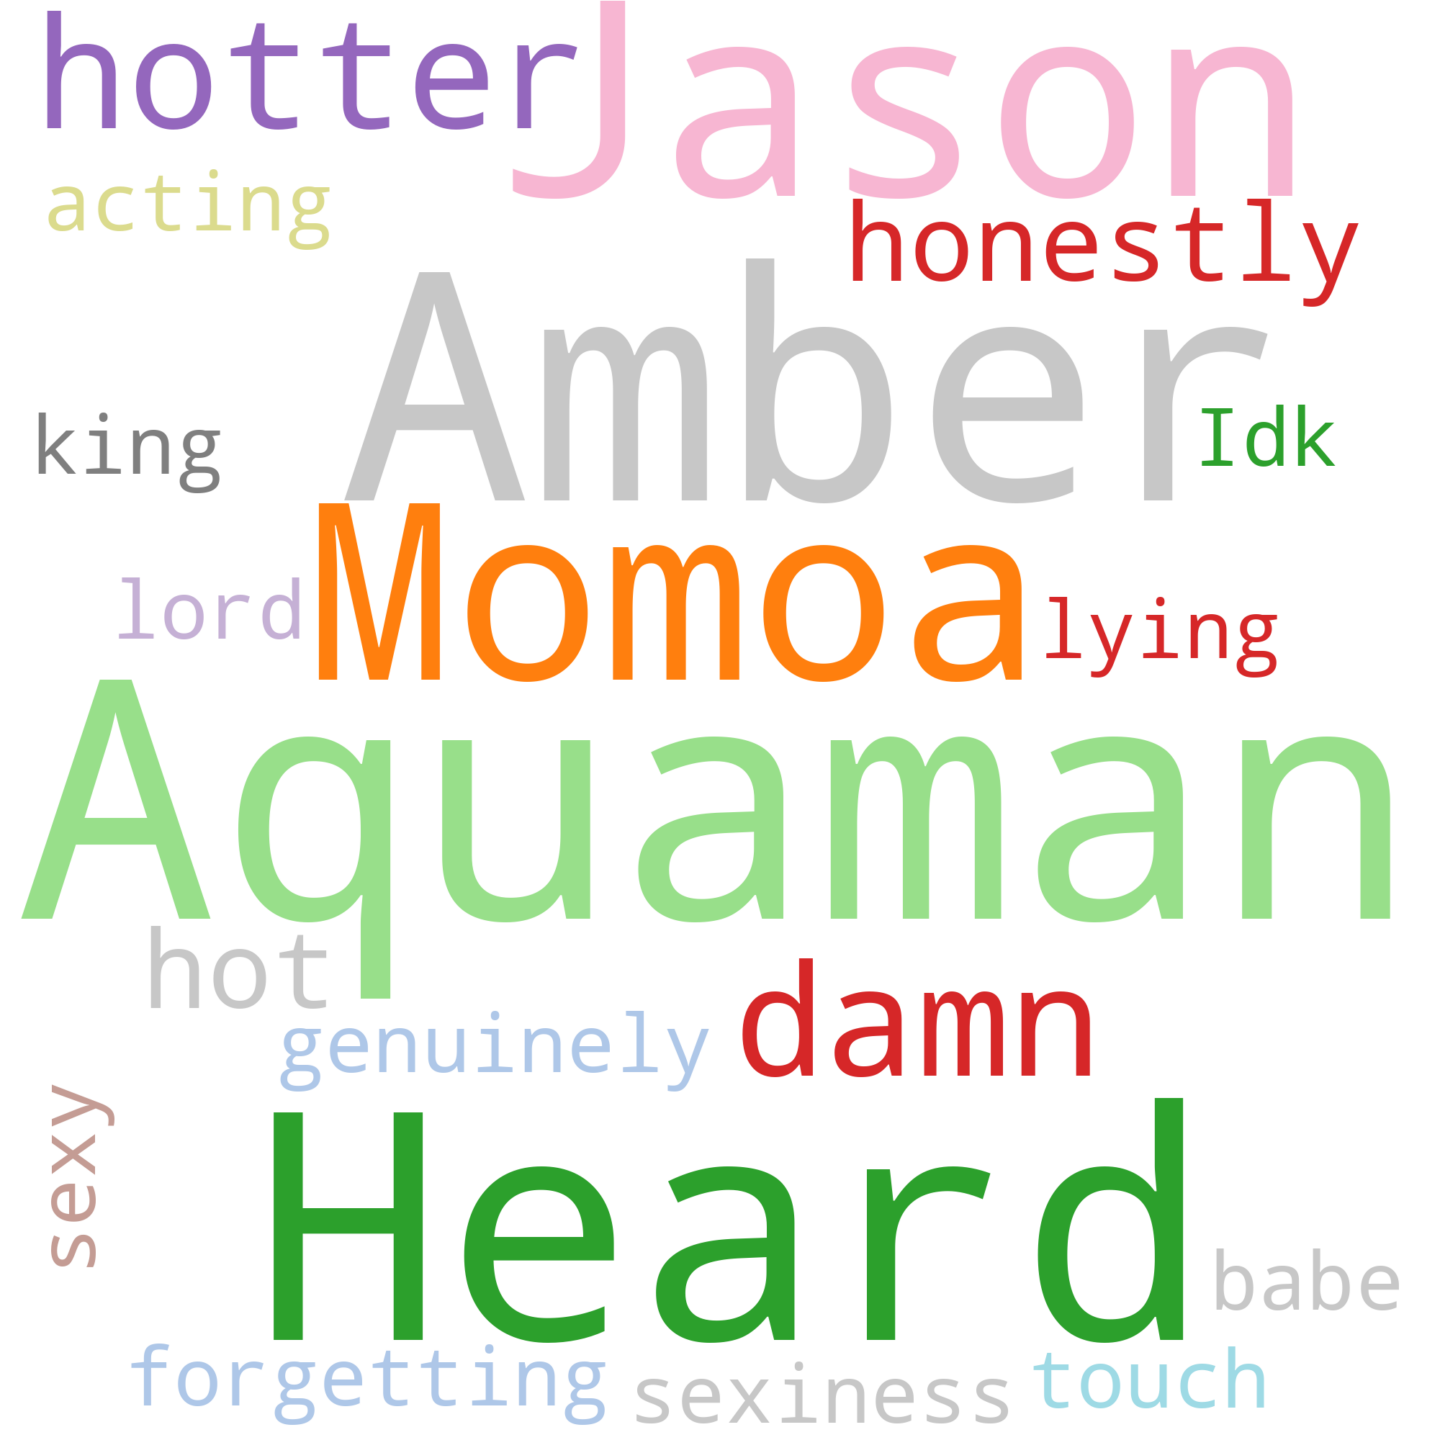 hotter Jason
acting
honestly
Amber
king
Idk
Momoa
lord
lying
Aquaman
hot
damn
genuinely
sexy
Heard
babe
forgetting
sexiness
touch